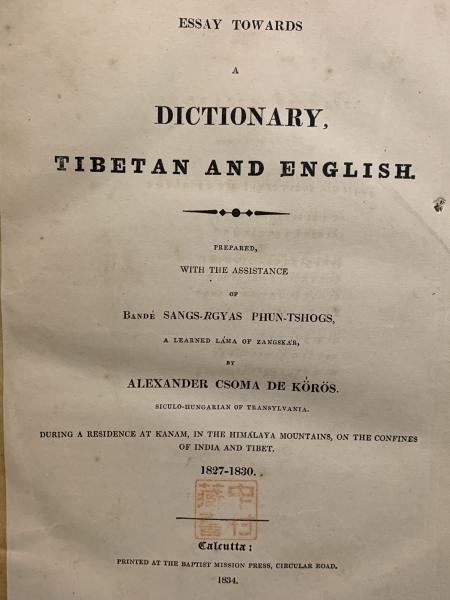 ESSAY TOWARDS
A
DICTIONARY,
TIBETAN AND ENGLISH.
PREPARED,
WITH THE ASSISTANCE
OF
BANDÉ SANGS-RGYAS PHUN-TSHOGS,
A LEARNED LÁMA OF ZANGSKÁR,
BY
ALEXANDER CSOMA DE KÖRÖS.
SICULO-HUNGARIAN OF TRANSYLVANIA.
DURING A RESIDENCE AT KANAM, IN THE HIMÁLAYA MOUNTAINS, ON THE CONFINES
OF INDIA AND TIBET.
1827-1830.
Calcutta:
PRINTED AT THE BAPTIST MISSION PRESS, CIRCULAR ROAD,
1834.